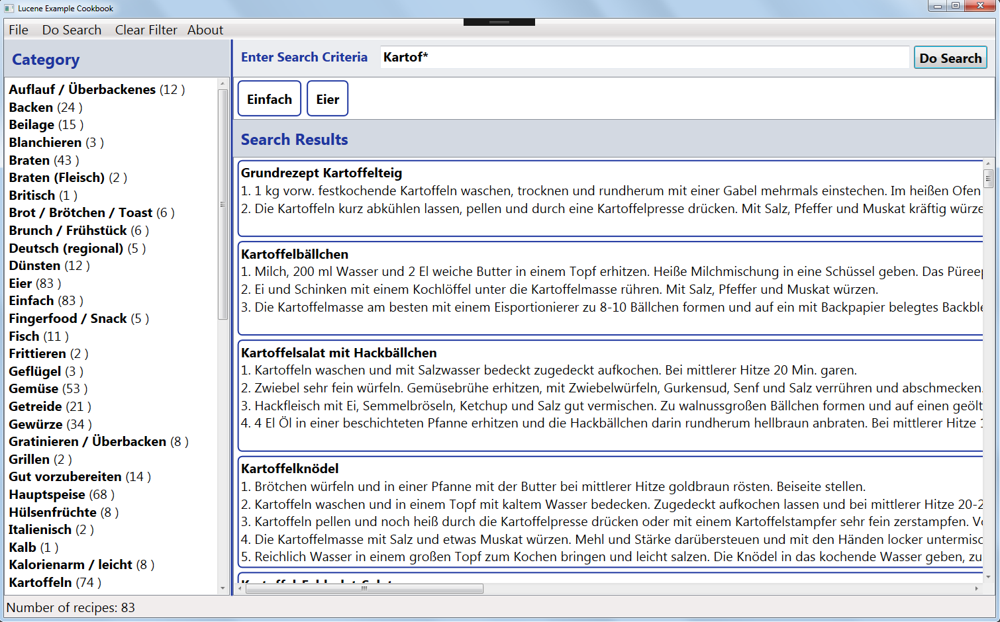 Lucene Example Cookbook
File Do Search Clear Filter About
Category
Auflauf / Überbackenes (12 )
Backen (24 )
Beilage (15 )
Blanchieren (3 )
Braten (43 )
Braten (Fleisch) (2 )
Britisch (1 )
Brot / Brötchen / Toast (6 )
Brunch / Frühstück (6 )
Deutsch (regional) (5 )
Dünsten (12 )
Eier (83 )
Einfach (83 )
Fingerfood / Snack (5 )
Fisch (11 )
Frittieren (2 )
Geflügel (3 )
Gemüse (53 )
Getreide (21 )
Gewürze (34 )
Gratinieren / Überbacken (8 )
Grillen (2 )
Gut vorzubereiten (14 )
Hauptspeise (68 )
Hülsenfrüchte (8 )
Italienisch (2 )
Kalb (1 )
Kalorienarm / leicht (8 )
Kartoffeln (74 )
Enter Search Criteria Kartof* Do Search
Einfach Eier
Search Results
Grundrezept Kartoffelteig
1. 1 kg vorw. festkochende Kartoffeln waschen, trocknen und rundherum mit einer Gabel mehrmals einstechen. Im heißen Ofen
2. Die Kartoffeln kurz abkühlen lassen, pellen und durch eine Kartoffelpresse drücken. Mit Salz, Pfeffer und Muskat kräftig würze
Kartoffelbällchen
1. Milch, 200 ml Wasser und 2 El weiche Butter in einem Topf erhitzen. Heiße Milchmischung in eine Schüssel geben. Das Püreep
2. Ei und Schinken mit einem Kochlöffel unter die Kartoffelmasse rühren. Mit Salz, Pfeffer und Muskat würzen.
3. Die Kartoffelmasse am besten mit einem Eisportionierer zu 8-10 Bällchen formen und auf ein mit Backpapier belegtes Backble
Kartoffelsalat mit Hackbällchen
1. Kartoffeln waschen und mit Salzwasser bedeckt zugedeckt aufkochen. Bei mittlerer Hitze 20 Min. garen.
2. Zwiebel sehr fein würfeln. Gemüsebrühe erhitzen, mit Zwiebelwürfeln, Gurkensud, Senf und Salz verrühren und abschmecken.
3. Hackfleisch mit Ei, Semmelbröseln, Ketchup und Salz gut vermischen. Zu walnussgroßen Bällchen formen und auf einen geölt
4. 4 El Öl in einer beschichteten Pfanne erhitzen und die Hackbällchen darin rundherum hellbraun anbraten. Bei mittlerer Hitze 1
Kartoffelknödel
1. Brötchen würfeln und in einer Pfanne mit der Butter bei mittlerer Hitze goldbraun rösten. Beiseite stellen.
2. Kartoffeln waschen und in einem Topf mit kaltem Wasser bedecken. Zugedeckt aufkochen lassen und bei mittlerer Hitze 20-2
3. Kartoffeln pellen und noch heiß durch die Kartoffelpresse drücken oder mit einem Kartoffelstampfer sehr fein zerstampfen. Vo
4. Die Kartoffelmasse mit Salz und etwas Muskat würzen. Mehl und Stärke darübersteuen und mit den Händen locker untermisc
5. Reichlich Wasser in einem großen Topf zum Kochen bringen und leicht salzen. Die Knödel in das kochende Wasser geben, zu
Number of recipes: 83